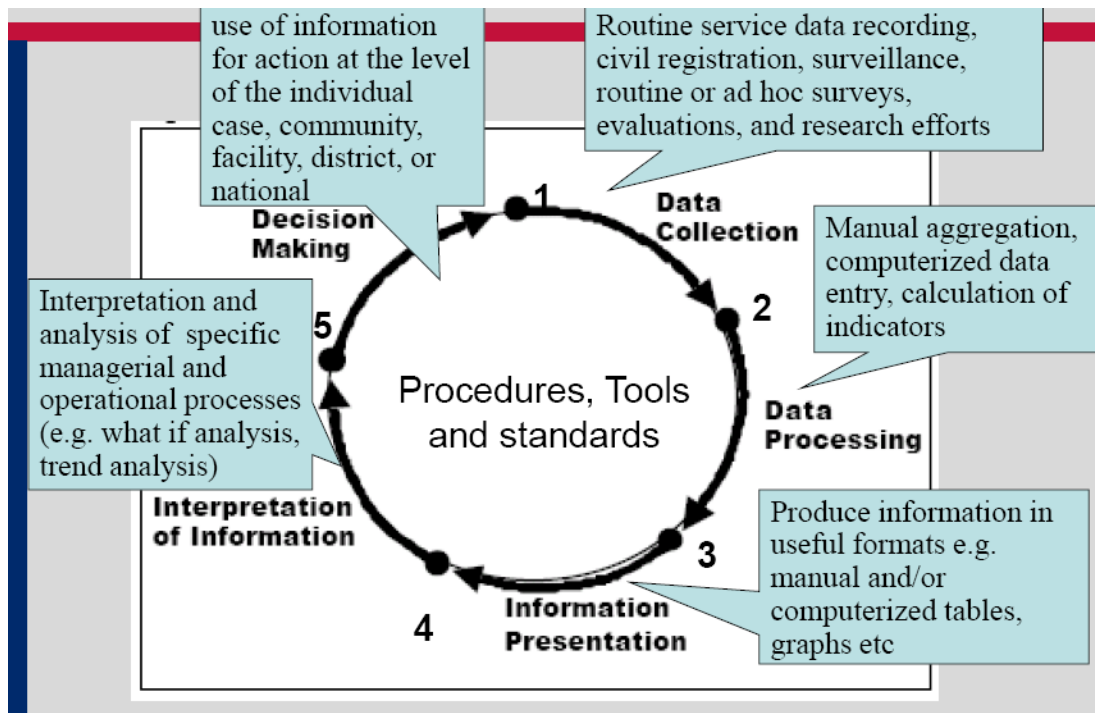 use of information
for action at the level
of the individual
case, community,
facility, district, or
national
Routine service data recording,
civil registration, surveillance,
routine or ad hoc surveys,
evaluations, and research efforts
1
Decision
Making
Data
Collection
Manual aggregation,
computerized data
entry, calculation of
indicators
2
Interpretation and
analysis of specific
managerial and
operational processes
(e.g. what if analysis,
trend analysis)
5
Procedures, Tools
and standards
Data
Processing
Interpretation
of Information
Produce information in
useful formats e.g.
manual and/or
computerized tables,
graphs etc
3
4
Information
Presentation